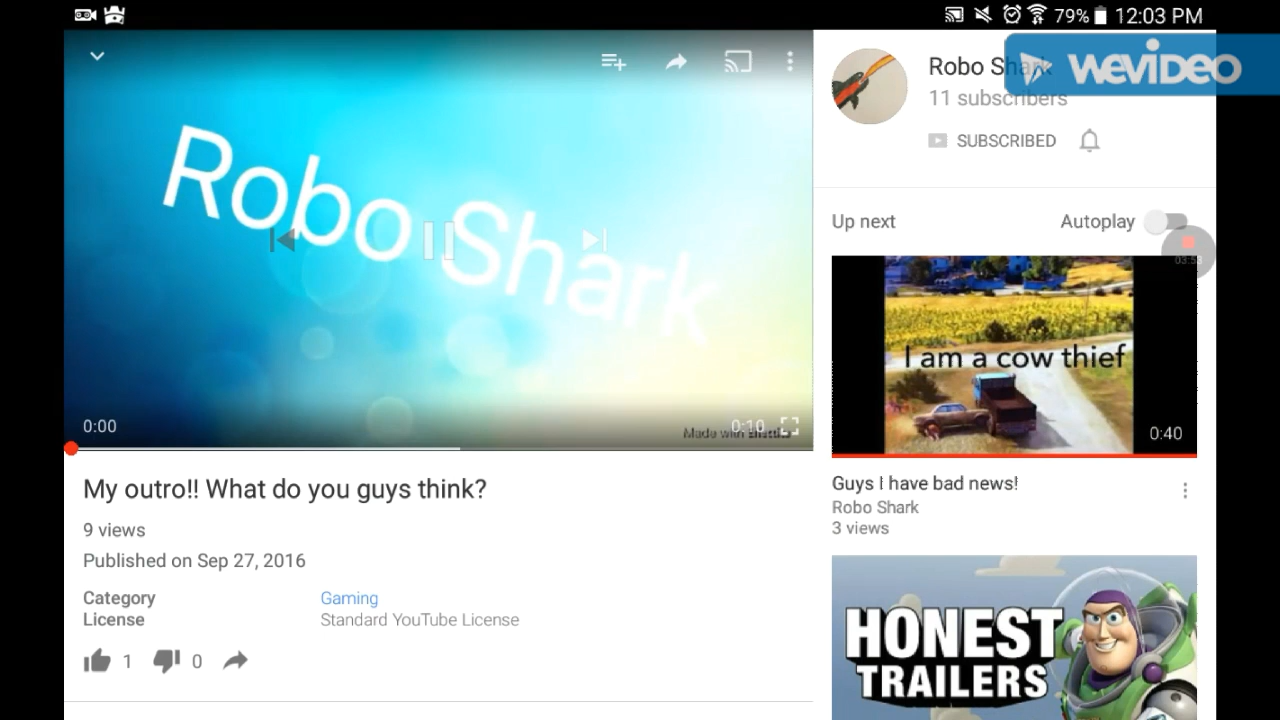 79% 12:03 PM
Robo Shark
Robo Shark
11 subscribers
WEVIDEO
SUBSCRIBED
Up next
Autoplay
I am a cow thief
0:40
0:00
0:10
Made with
My outro!! What do you guys think?
9 views
Published on Sep 27, 2016
Category
Gaming
License
Standard YouTube License
1
0
Guys I have bad news!
Robo Shark
3 views
HONEST
TRAILERS